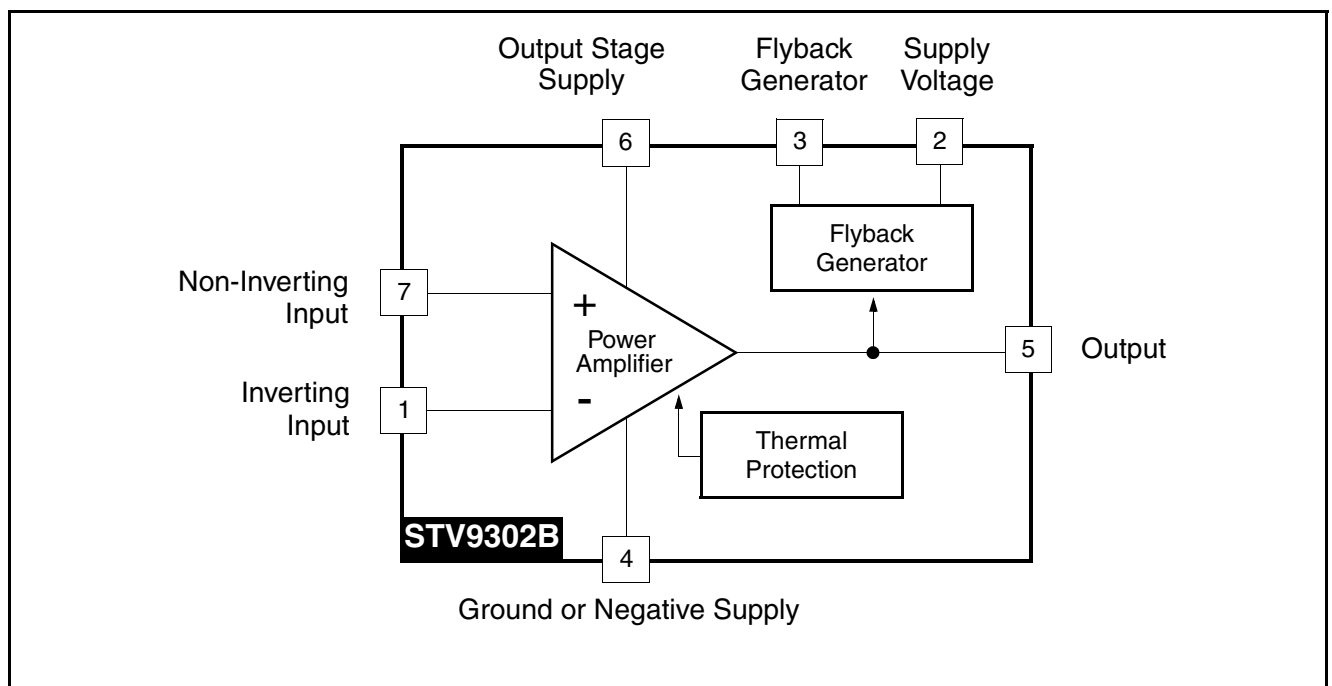 Output Stage
Supply
Flyback
Generator
Supply
Voltage
6
3
2
Flyback
Generator
Non-Inverting
Input
7
+
Power
Amplifier
5
Output
Inverting
Input
1
-
Thermal
Protection
STV9302B
4
Ground or Negative Supply